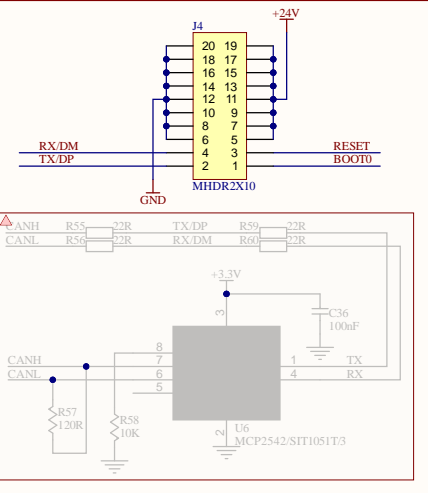 +24V
J4
20 19
18 17
16 15
14 13
12 11
10 9
8 7
6 5
RX/DM 4 3 RESET
TX/DP 2 1 BOOT0
MHDR2X10
GND
CANH R55 22R TX/DP R59 22R
CANL R56 22R RX/DM R60 22R
+3.3V
3
C36
100nF
8
CANH 7 1 TX
CANL 6 4 RX
5
R57
120R
R58
10K
2
U6
MCP2542/SIT1051T/3